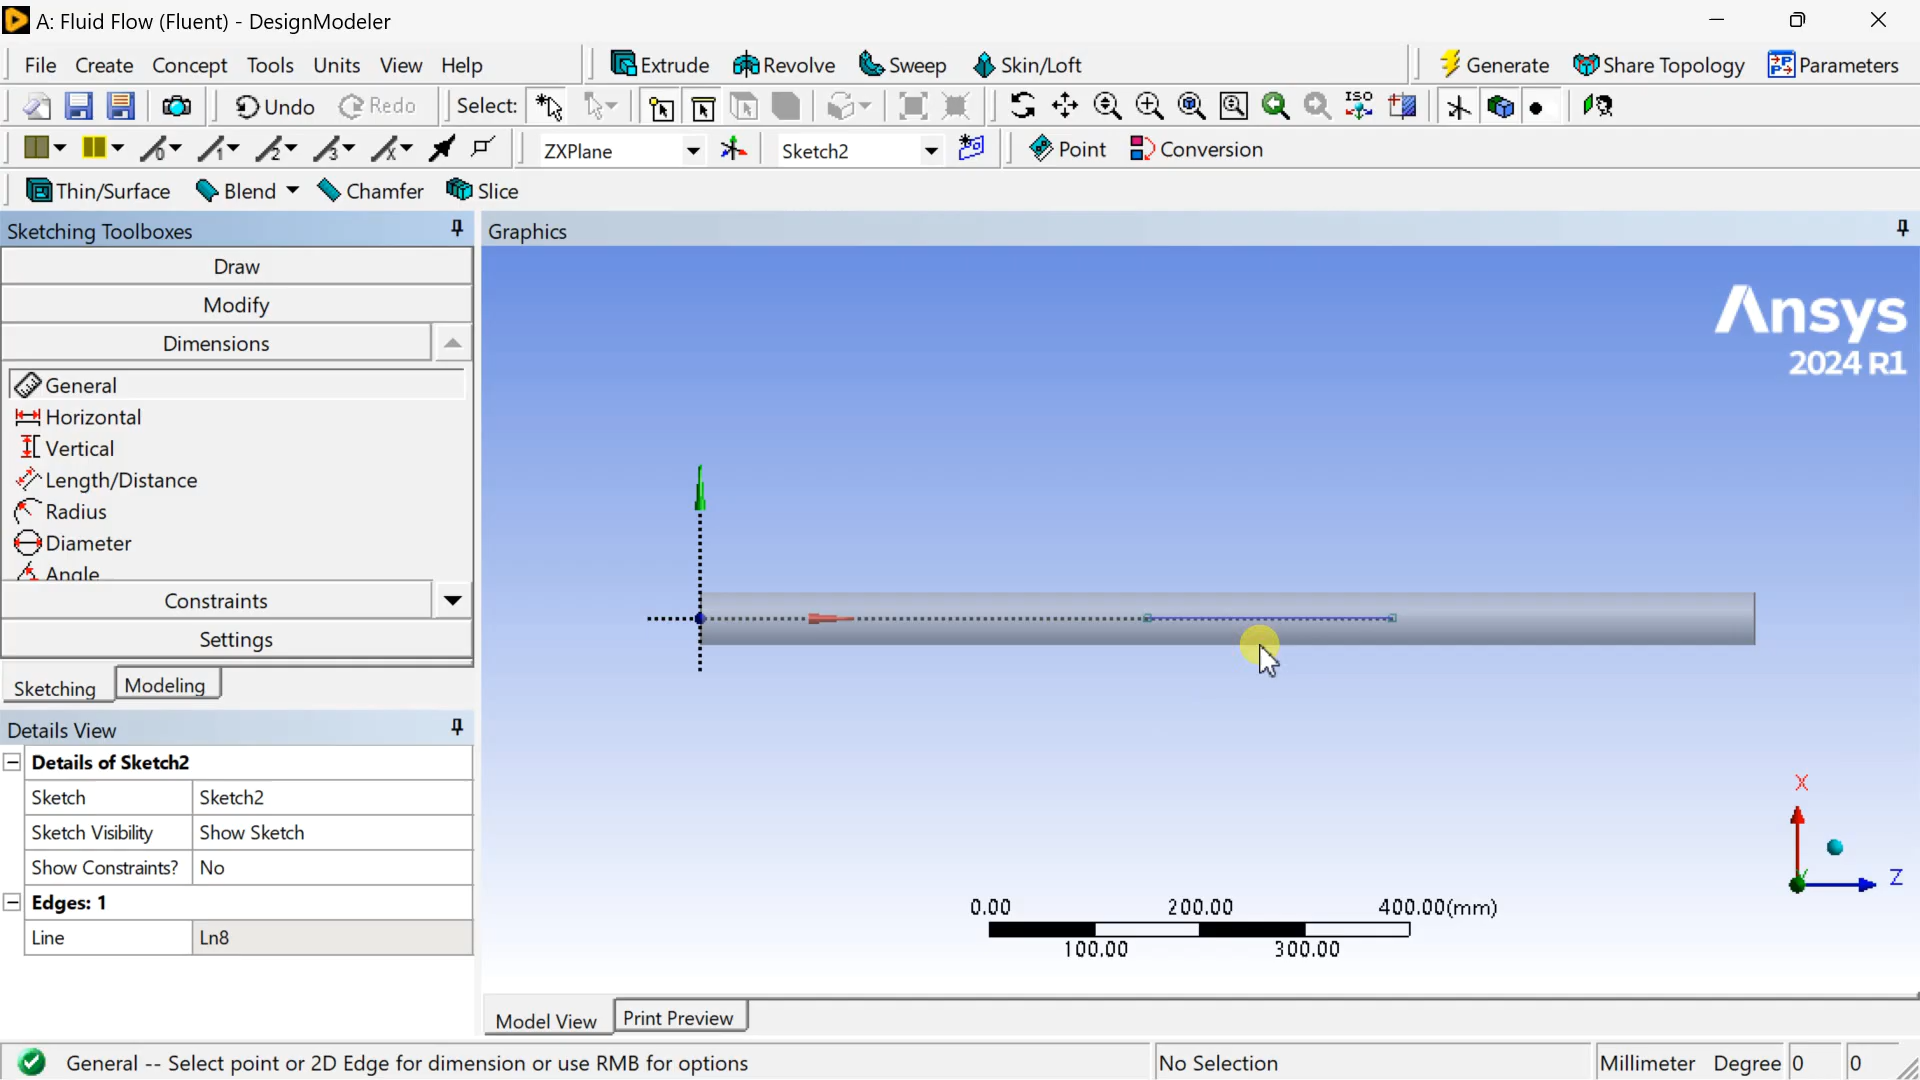 A: Fluid Flow (Fluent) - DesignModeler
File Create Concept Tools Units View Help Extrude Revolve Sweep Skin/Loft Generate Share Topology Parameters
Undo Redo Select: ISO
ZXPlane Sketch2 Point Conversion
Thin/Surface Blend Chamfer Slice
Sketching Toolboxes
Draw
Modify
Dimensions
General
Horizontal
Vertical
Length/Distance
Radius
Diameter
Angle
Constraints
Settings
Sketching Modeling
Details View
Details of Sketch2
Sketch Sketch2
Sketch Visibility Show Sketch
Show Constraints? No
Edges: 1
Line Ln8
Graphics
Ansys
2024 R1
X
Z
0.00 200.00 400.00(mm)
100.00 300.00
Model View Print Preview
General -- Select point or 2D Edge for dimension or use RMB for options No Selection Millimeter Degree 0 0